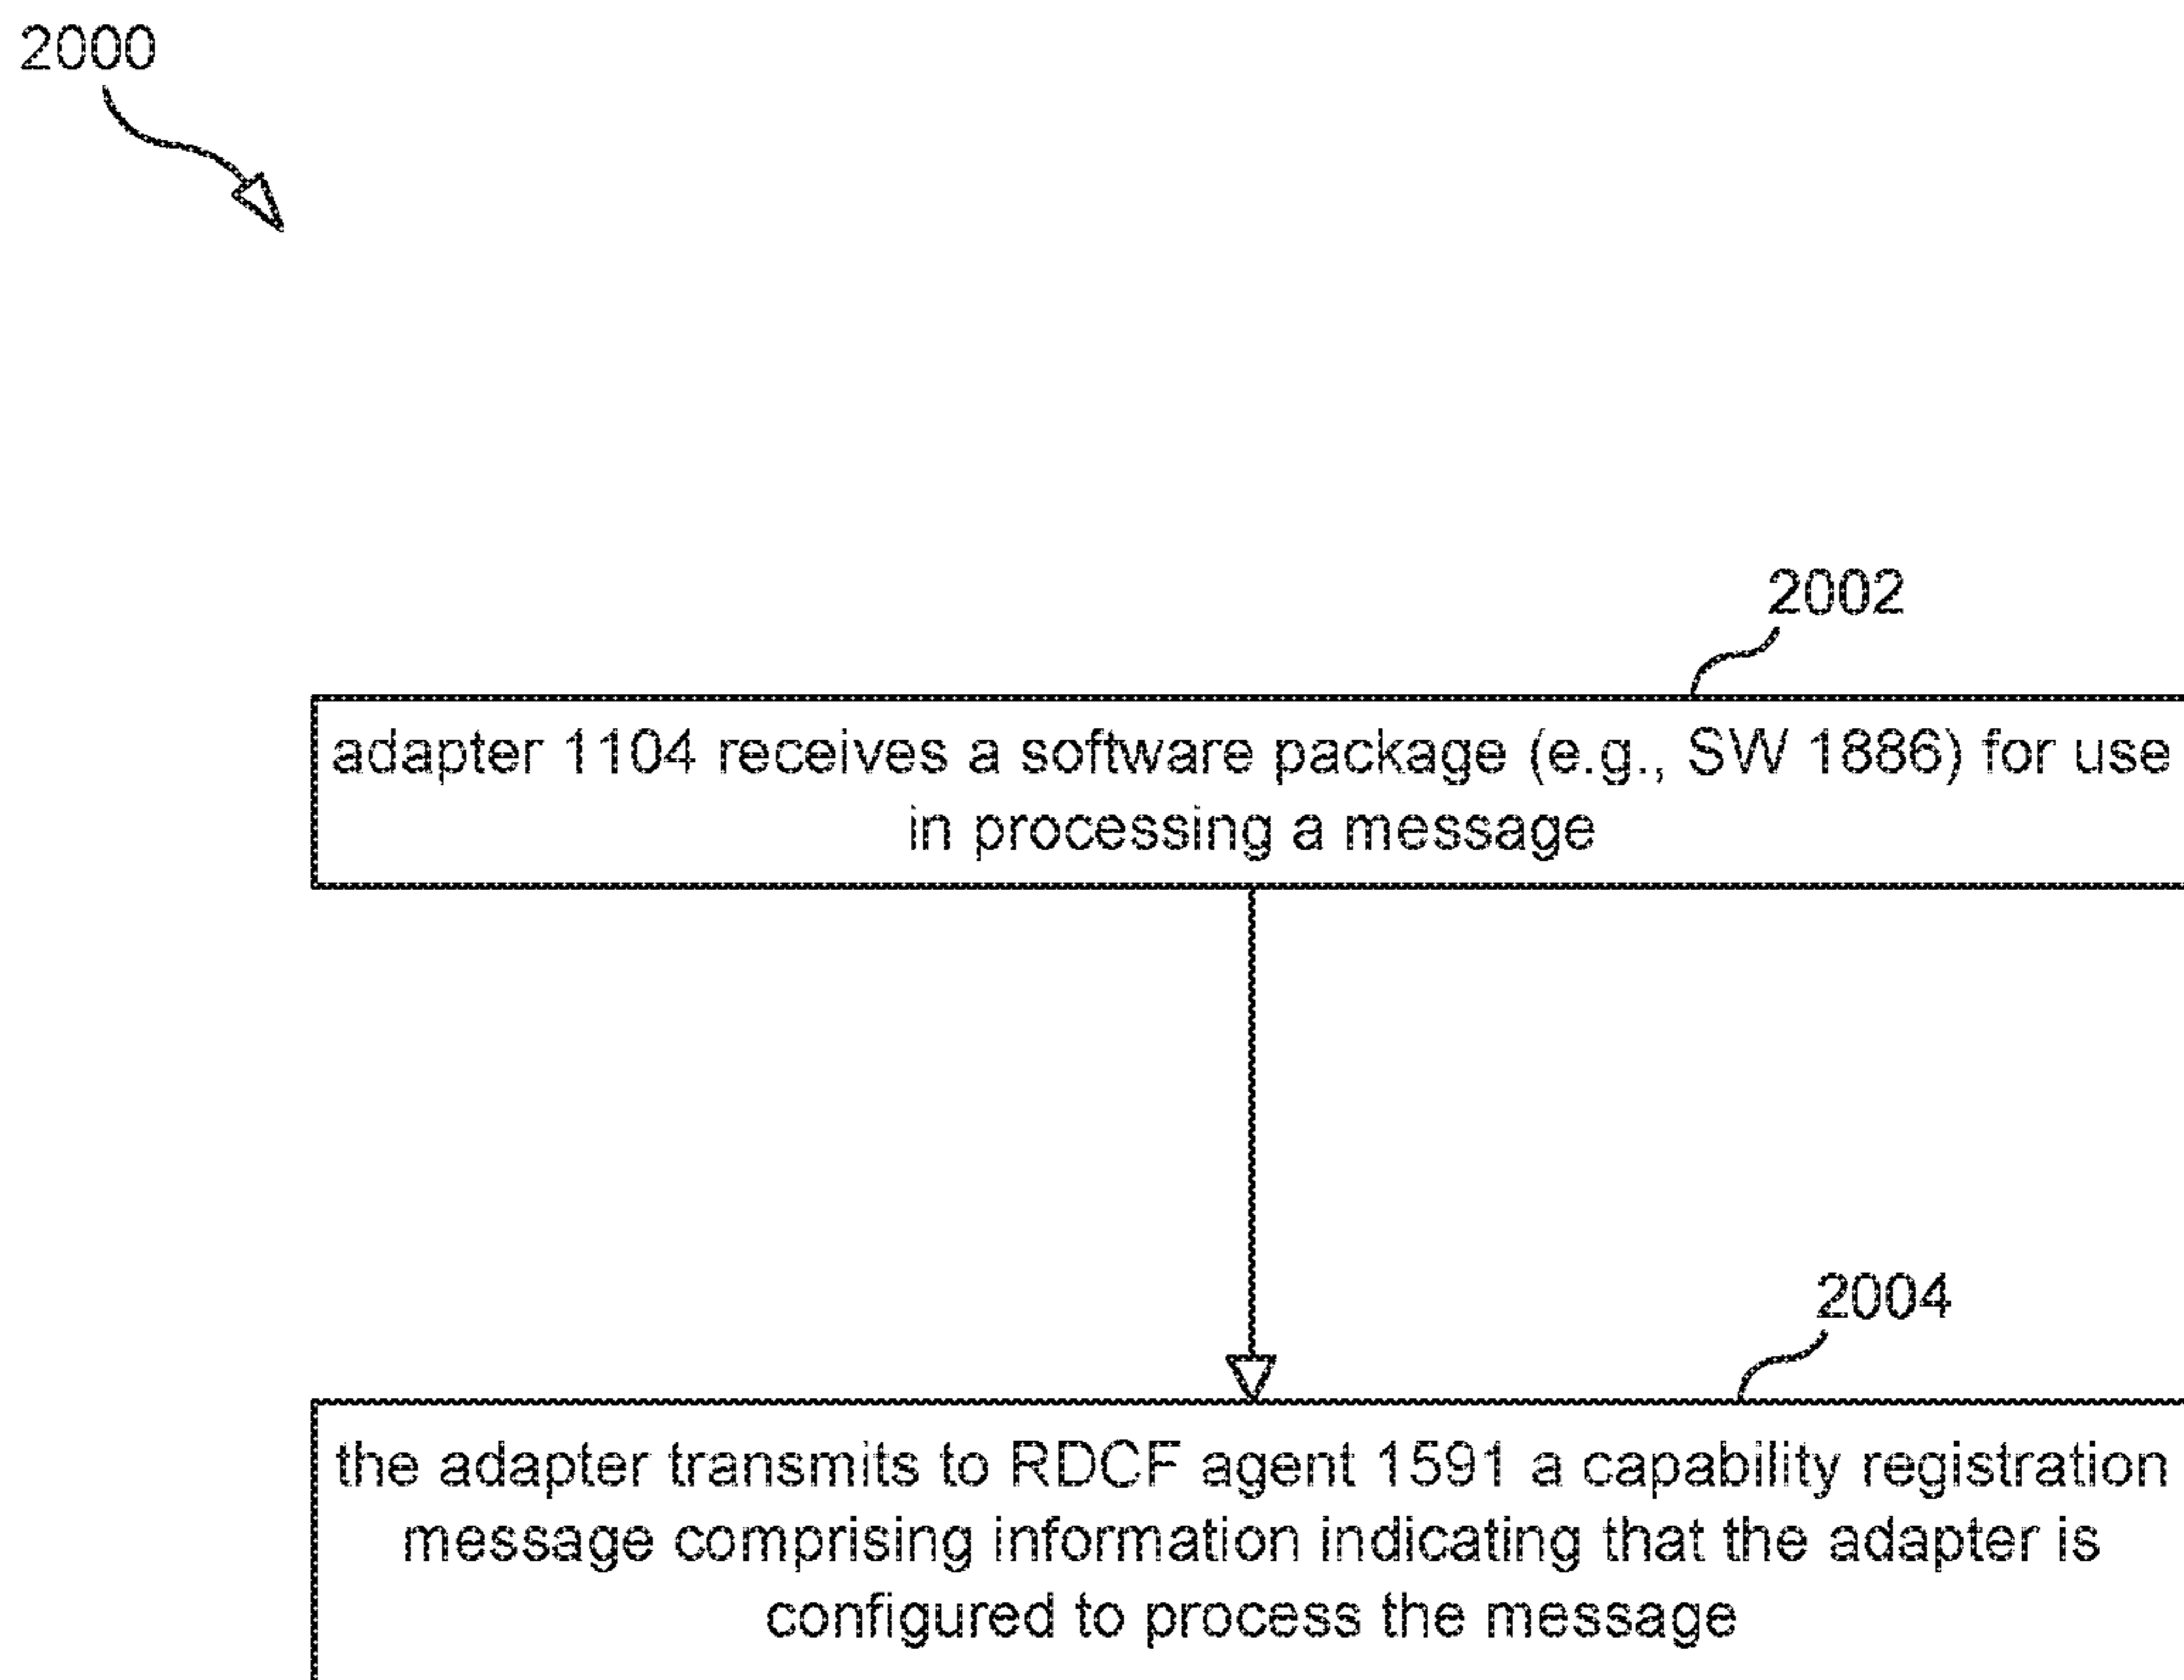 2000
2002
adapter 1104 receives a software package (e.g., SW 1886) for use
in processing a message
2004
the adapter transmits to RDCF agent 1591 a capability registration
message comprising information indicating that the adapter is
configured to process the message